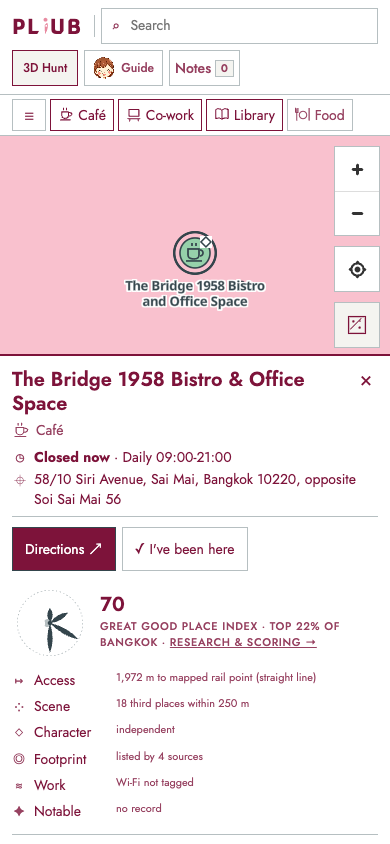 PLiUB
Search
3D Hunt
Guide
Notes 0
Café
Co-work
Library
Food
The Bridge 1958 Bistro
and Office Space
The Bridge 1958 Bistro & Office
Space
Café
Closed now · Daily 09:00-21:00
58/10 Siri Avenue, Sai Mai, Bangkok 10220, opposite
Soi Sai Mai 56
Directions ↗
✓ I've been here
70
GREAT GOOD PLACE INDEX · TOP 22% OF
BANGKOK · RESEARCH & SCORING →
Access 1,972 m to mapped rail point (straight line)
Scene 18 third places within 250 m
Character independent
Footprint listed by 4 sources
Work Wi-Fi not tagged
Notable no record